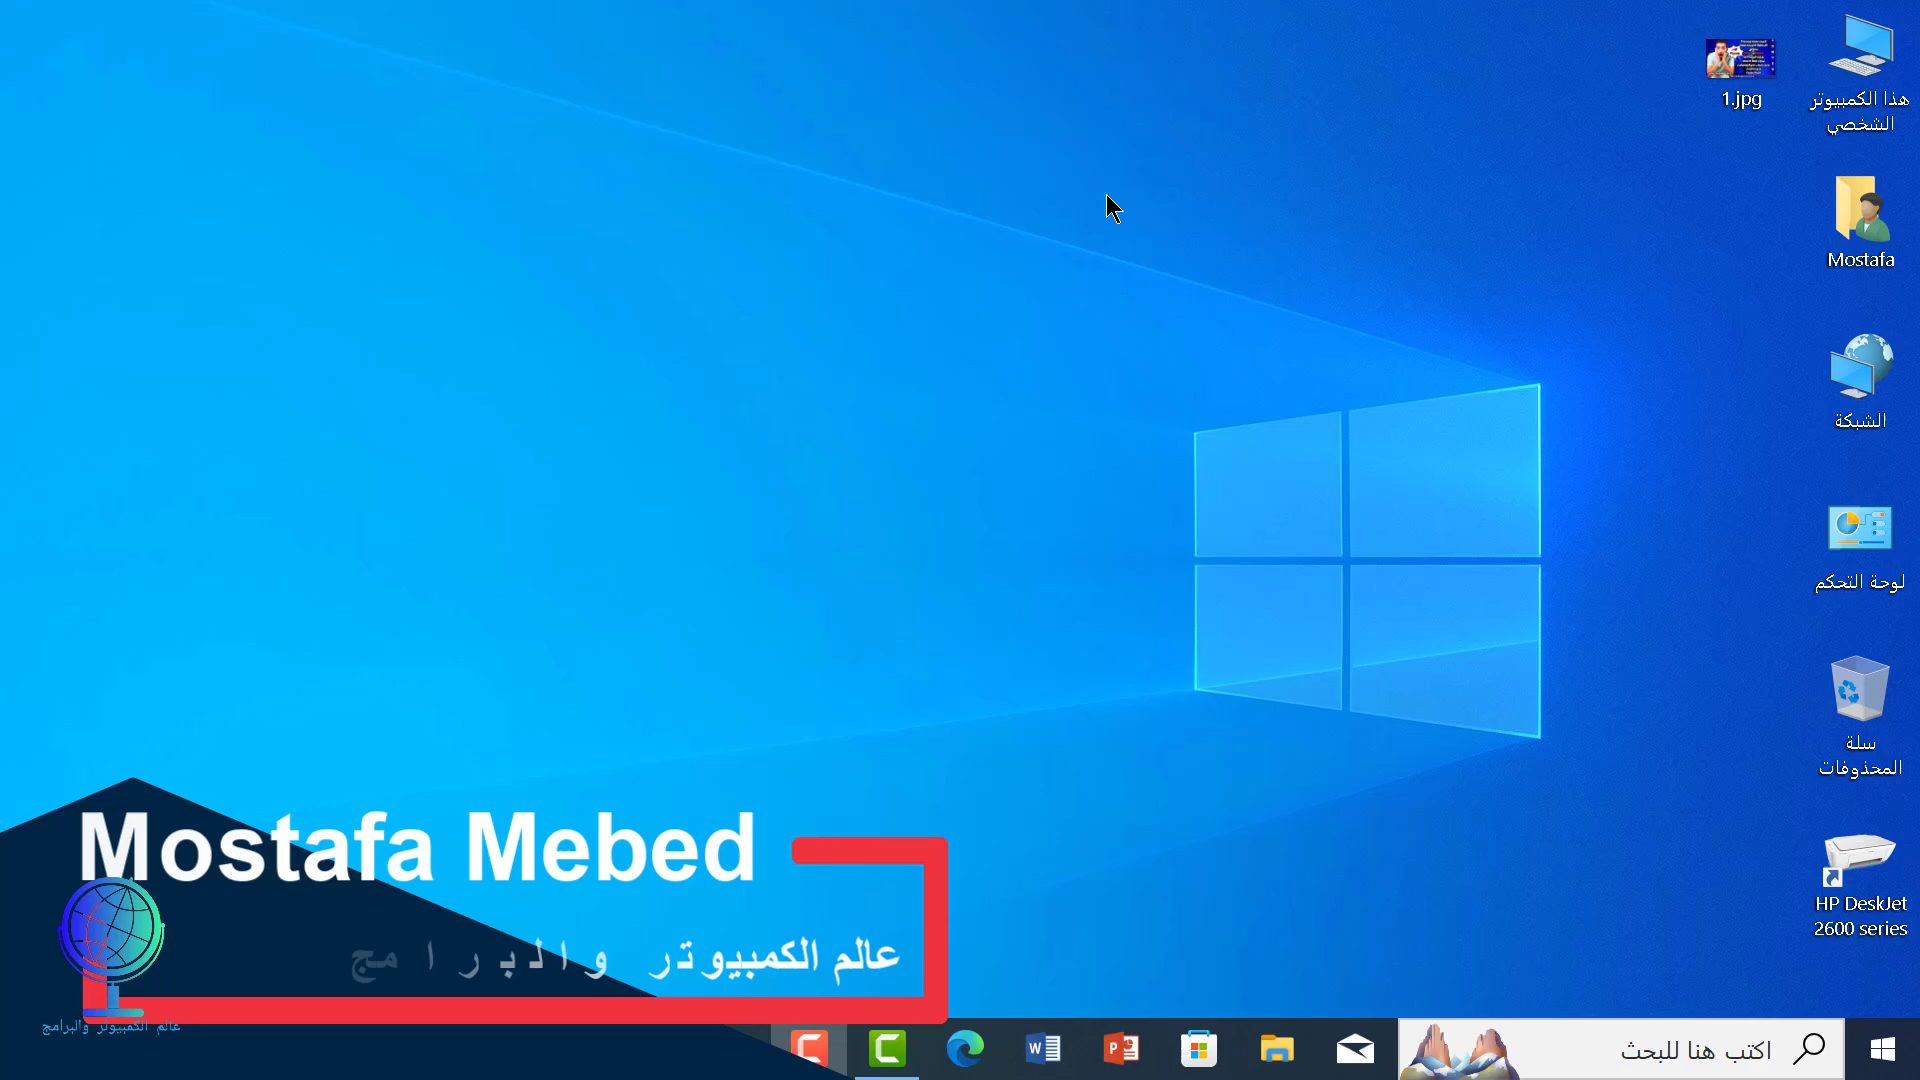 1.jpg
هذا الكمبيوتر
الشخصي
Mostafa
الشبكة
لوحة التحكم
سلة
المحذوفات
HP DeskJet
2600 series
Mostafa Mebed
عالم الكمبيوتر والبرامج
عالم الكمبيوتر والبرامج
اكتب هنا للبحث